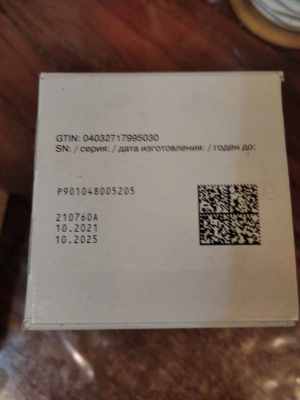 GTIN: 04032717995030
SN: / серия: / дата изготовления: / годен до:
P901048005205
210760A
10.2021
10.2025